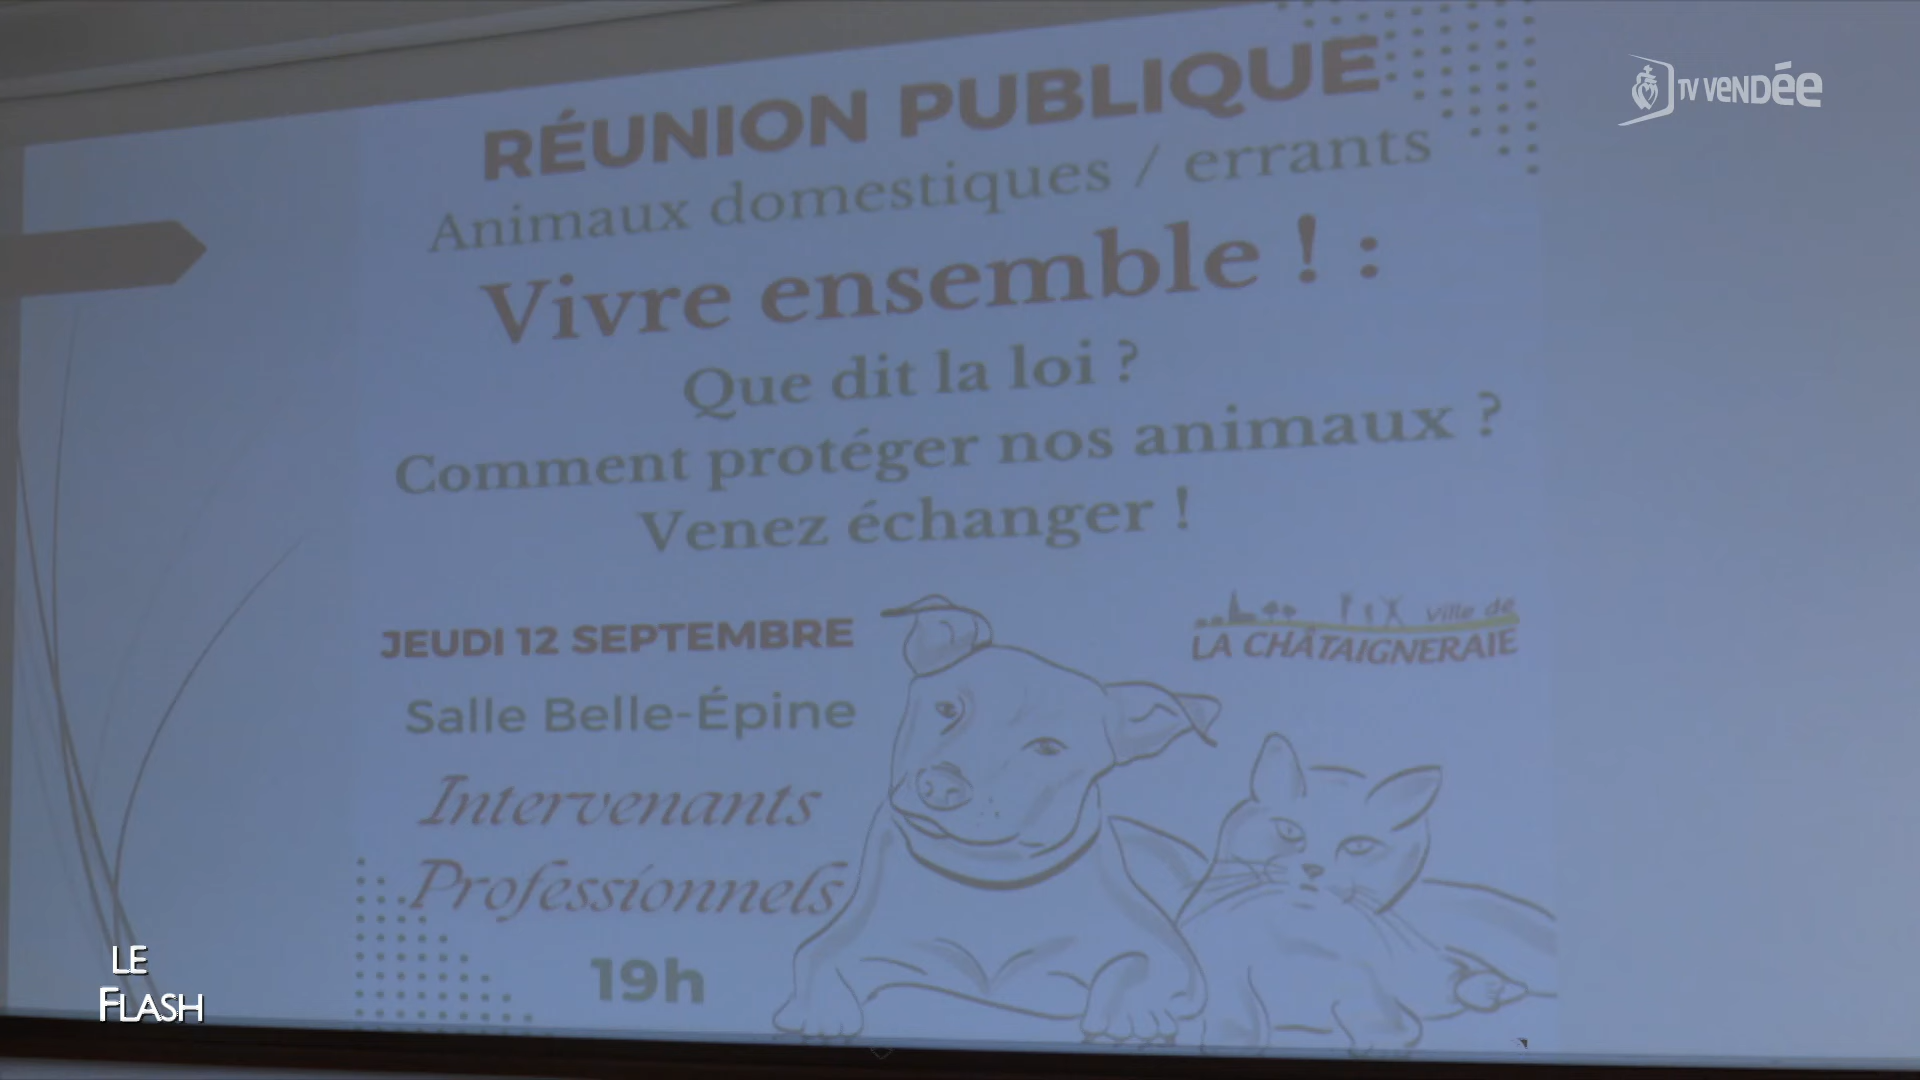 TV VENDÉE
RÉUNION PUBLIQUE
Animaux domestiques / errants
Vivre ensemble ! :
Que dit la loi ?
Comment protéger nos animaux ?
Venez échanger !
Ville de
LA CHÂTAIGNERAIE
JEUDI 12 SEPTEMBRE
Salle Belle-Épine
Intervenants
Professionnels
19h
LE
FLASH